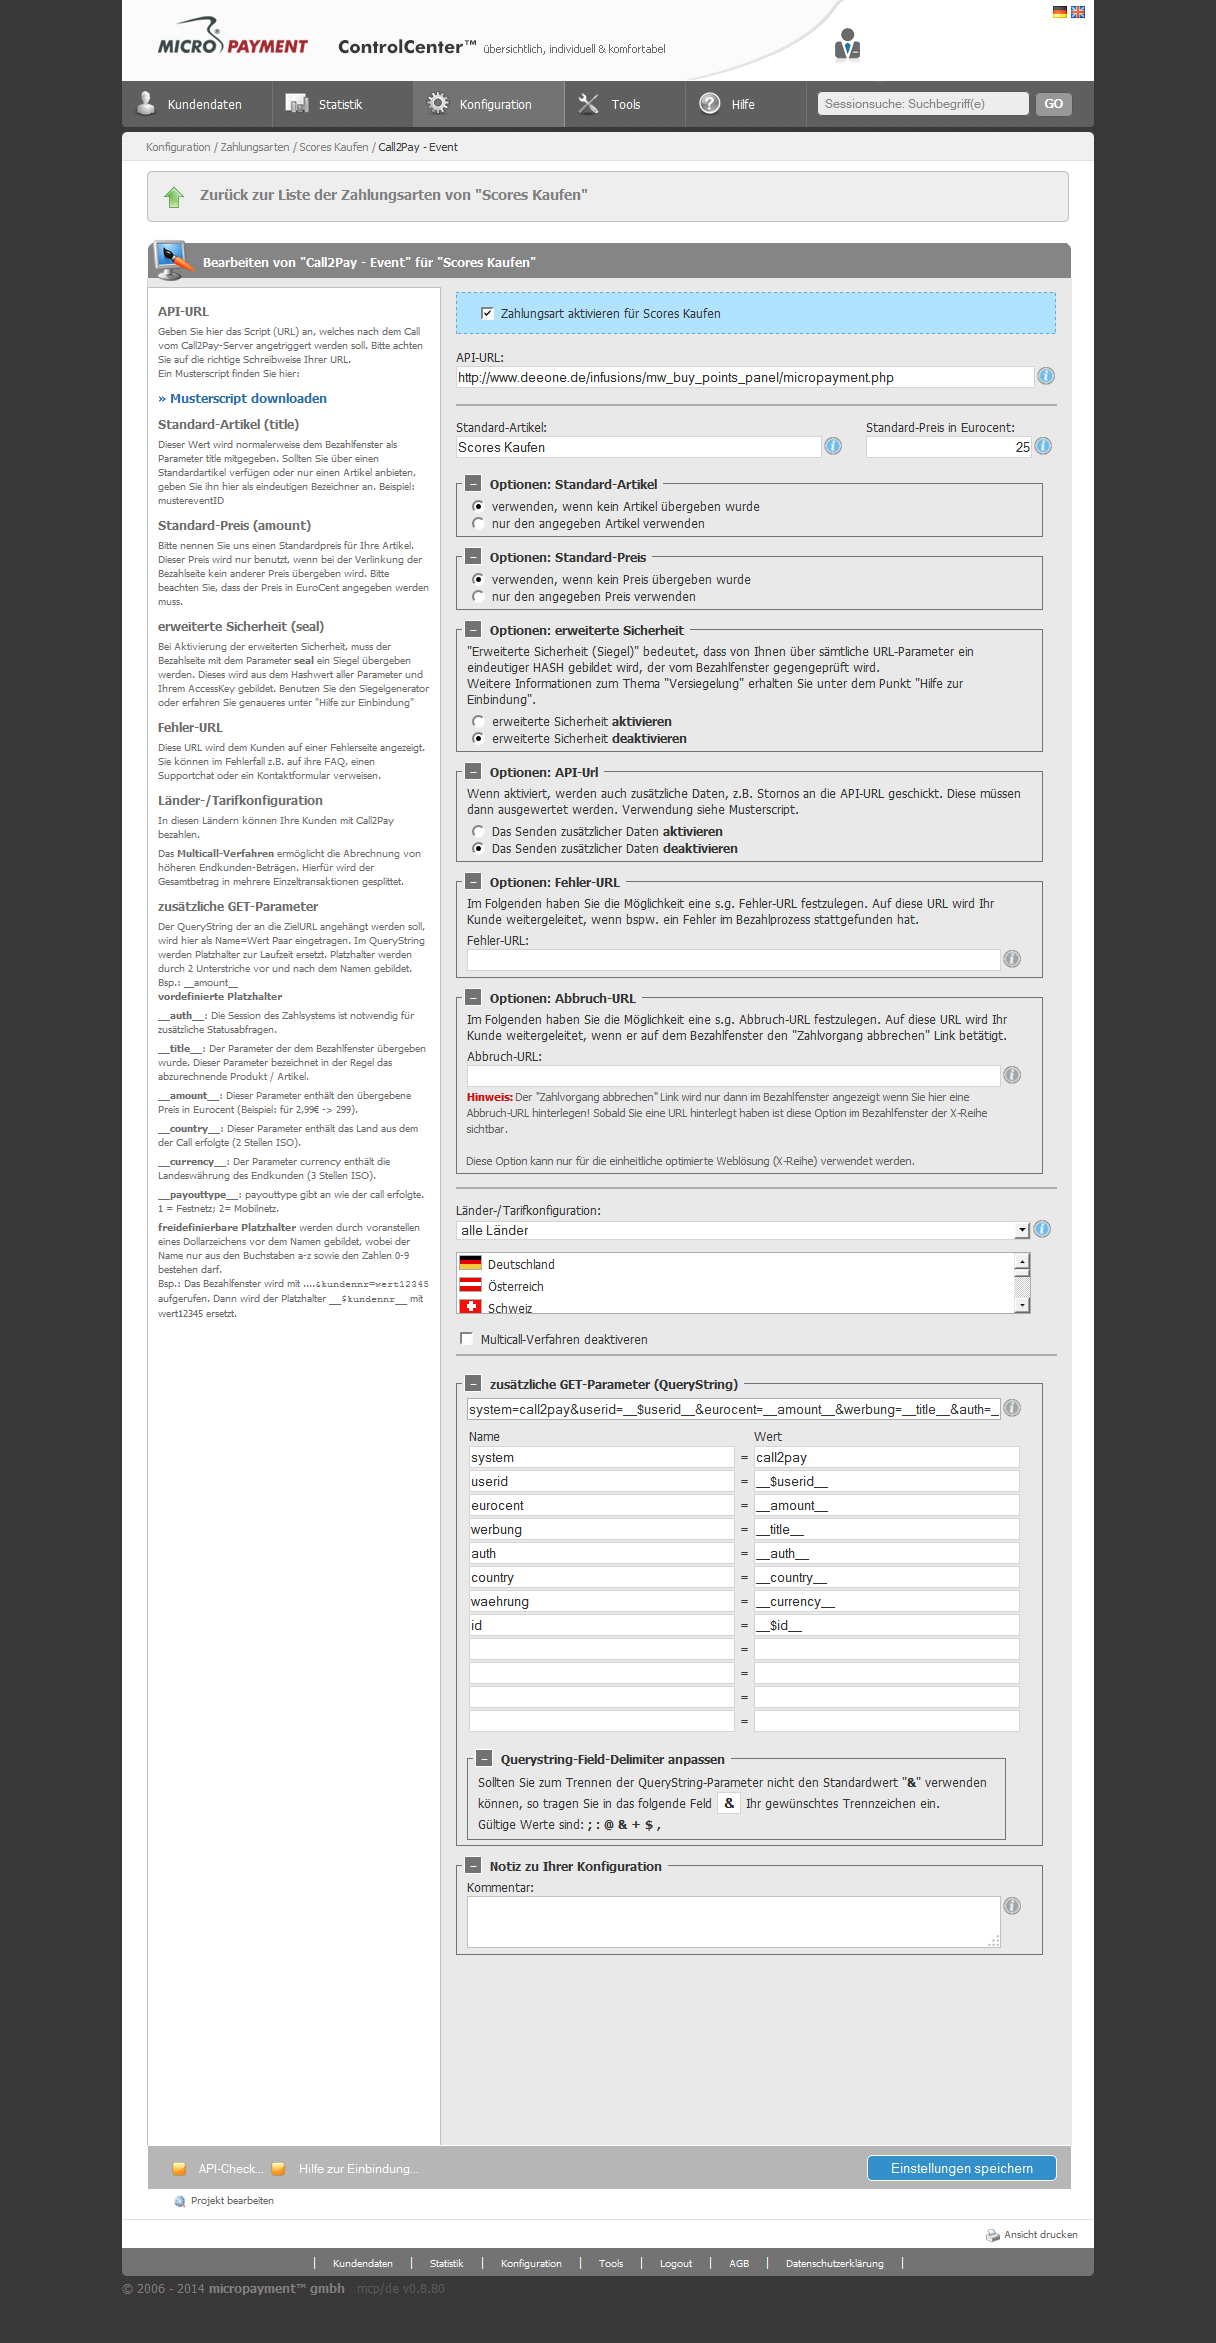 MICROPAYMENT
ControlCenter™ übersichtlich, individuell & komfortabel
Kundendaten
Statistik
Konfiguration
Tools
Hilfe
Sessionsuche: Suchbegriff(e)
GO
Konfiguration / Zahlungsarten / Scores Kaufen / Call2Pay - Event
Zurück zur Liste der Zahlungsarten von "Scores Kaufen"
Bearbeiten von "Call2Pay - Event" für "Scores Kaufen"
API-URL
Geben Sie hier das Script (URL) an, welches nach dem Call
vom Call2Pay-Server angetriggert werden soll. Bitte achten
Sie auf die richtige Schreibweise Ihrer URL.
Ein Musterscript finden Sie hier:
» Musterscript downloaden
Standard-Artikel (title)
Dieser Wert wird normalerweise dem Bezahlfenster als
Parameter title mitgegeben. Sollten Sie über einen
Standardartikel verfügen oder nur einen Artikel anbieten,
geben Sie ihn hier als eindeutigen Bezeichner an. Beispiel:
mustereventID
Standard-Preis (amount)
Bitte nennen Sie uns einen Standardpreis für Ihre Artikel.
Dieser Preis wird nur benutzt, wenn bei der Verlinkung der
Bezahlseite kein anderer Preis übergeben wird. Bitte
beachten Sie, dass der Preis in EuroCent angegeben werden
muss.
erweiterte Sicherheit (seal)
Bei Aktivierung der erweiterten Sicherheit, muss der
Bezahlseite mit dem Parameter seal ein Siegel übergeben
werden. Dieses wird aus dem Hashwert aller Parameter und
Ihrem AccessKey gebildet. Benutzen Sie den Siegelgenerator
oder erfahren Sie genaueres unter "Hilfe zur Einbindung"
Fehler-URL
Diese URL wird dem Kunden auf einer Fehlerseite angezeigt.
Sie können im Fehlerfall z.B. auf ihre FAQ, einen
Supportchat oder ein Kontaktformular verweisen.
Länder-/Tarifkonfiguration
In diesen Ländern können Ihre Kunden mit Call2Pay
bezahlen.
Das Multicall-Verfahren ermöglicht die Abrechnung von
höheren Endkunden-Beträgen. Hierfür wird der
Gesamtbetrag in mehrere Einzeltransaktionen gesplittet.
zusätzliche GET-Parameter
Der QueryString der an die ZielURL angehängt werden soll,
wird hier als Name=Wert Paar eingetragen. Im QueryString
werden Platzhalter zur Laufzeit ersetzt. Platzhalter werden
durch 2 Unterstriche vor und nach dem Namen gebildet.
Bsp.: __amount__
vordefinierte Platzhalter
__auth__: Die Session des Zahlsystems ist notwendig für
zusätzliche Statusabfragen.
__title__: Der Parameter der dem Bezahlfenster übergeben
wurde. Dieser Parameter bezeichnet in der Regel das
abzurechnende Produkt / Artikel.
__amount__: Dieser Parameter enthält den übergebene
Preis in Eurocent (Beispiel: für 2,99€ -> 299).
__country__: Dieser Parameter enthält das Land aus dem
der Call erfolgte (2 Stellen ISO).
__currency__: Der Parameter currency enthält die
Landeswährung des Endkunden (3 Stellen ISO).
__payouttype__: payouttype gibt an wie der call erfolgte.
1 = Festnetz; 2= Mobilnetz.
freidefinierbare Platzhalter werden durch voranstellen
eines Dollarzeichens vor dem Namen gebildet, wobei der
Name nur aus den Buchstaben a-z sowie den Zahlen 0-9
bestehen darf.
Bsp.: Das Bezahlfenster wird mit ....&kundennr=wert12345
aufgerufen. Dann wird der Platzhalter __$kundennr__ mit
wert12345 ersetzt.
Zahlungsart aktivieren für Scores Kaufen
API-URL:
http://www.deeone.de/infusions/mw_buy_points_panel/micropayment.php
Standard-Artikel:
Standard-Preis in Eurocent:
Scores Kaufen
25
Optionen: Standard-Artikel
verwenden, wenn kein Artikel übergeben wurde
nur den angegeben Artikel verwenden
Optionen: Standard-Preis
verwenden, wenn kein Preis übergeben wurde
nur den angegeben Preis verwenden
Optionen: erweiterte Sicherheit
"Erweiterte Sicherheit (Siegel)" bedeutet, dass von Ihnen über sämtliche URL-Parameter ein
eindeutiger HASH gebildet wird, der vom Bezahlfenster gegengeprüft wird.
Weitere Informationen zum Thema "Versiegelung" erhalten Sie unter dem Punkt "Hilfe zur
Einbindung".
erweiterte Sicherheit aktivieren
erweiterte Sicherheit deaktivieren
Optionen: API-Url
Wenn aktiviert, werden auch zusätzliche Daten, z.B. Stornos an die API-URL geschickt. Diese müssen
dann ausgewertet werden. Verwendung siehe Musterscript.
Das Senden zusätzlicher Daten aktivieren
Das Senden zusätzlicher Daten deaktivieren
Optionen: Fehler-URL
Im Folgenden haben Sie die Möglichkeit eine s.g. Fehler-URL festzulegen. Auf diese URL wird Ihr
Kunde weitergeleitet, wenn bspw. ein Fehler im Bezahlprozess stattgefunden hat.
Fehler-URL:
Optionen: Abbruch-URL
Im Folgenden haben Sie die Möglichkeit eine s.g. Abbruch-URL festzulegen. Auf diese URL wird Ihr
Kunde weitergeleitet, wenn er auf dem Bezahlfenster den "Zahlvorgang abbrechen" Link betätigt.
Abbruch-URL:
Hinweis: Der "Zahlvorgang abbrechen" Link wird nur dann im Bezahlfenster angezeigt wenn Sie hier eine
Abbruch-URL hinterlegen! Sobald Sie eine URL hinterlegt haben ist diese Option im Bezahlfenster der X-Reihe
sichtbar.
Diese Option kann nur für die einheitliche optimierte Weblösung (X-Reihe) verwendet werden.
Länder-/Tarifkonfiguration:
alle Länder
Deutschland
Österreich
Schweiz
Multicall-Verfahren deaktiveren
zusätzliche GET-Parameter (QueryString)
system=call2pay&userid=__$userid__&eurocent=__amount__&werbung=__title__&auth=_
Name Wert
system = call2pay
userid = __$userid__
eurocent = __amount__
werbung = __title__
auth = __auth__
country = __country__
waehrung = __currency__
id = __$id__
=
=
=
=
Querystring-Field-Delimiter anpassen
Sollten Sie zum Trennen der QueryString-Parameter nicht den Standardwert "&" verwenden
können, so tragen Sie in das folgende Feld & Ihr gewünschtes Trennzeichen ein.
Gültige Werte sind: ; : @ & + $ ,
Notiz zu Ihrer Konfiguration
Kommentar:
API-Check...
Hilfe zur Einbindung...
Einstellungen speichern
Projekt bearbeiten
Ansicht drucken
| Kundendaten | Statistik | Konfiguration | Tools | Logout | AGB | Datenschutzerklärung |
© 2006 - 2014 micropayment™ gmbh mcp/de v0.8.80